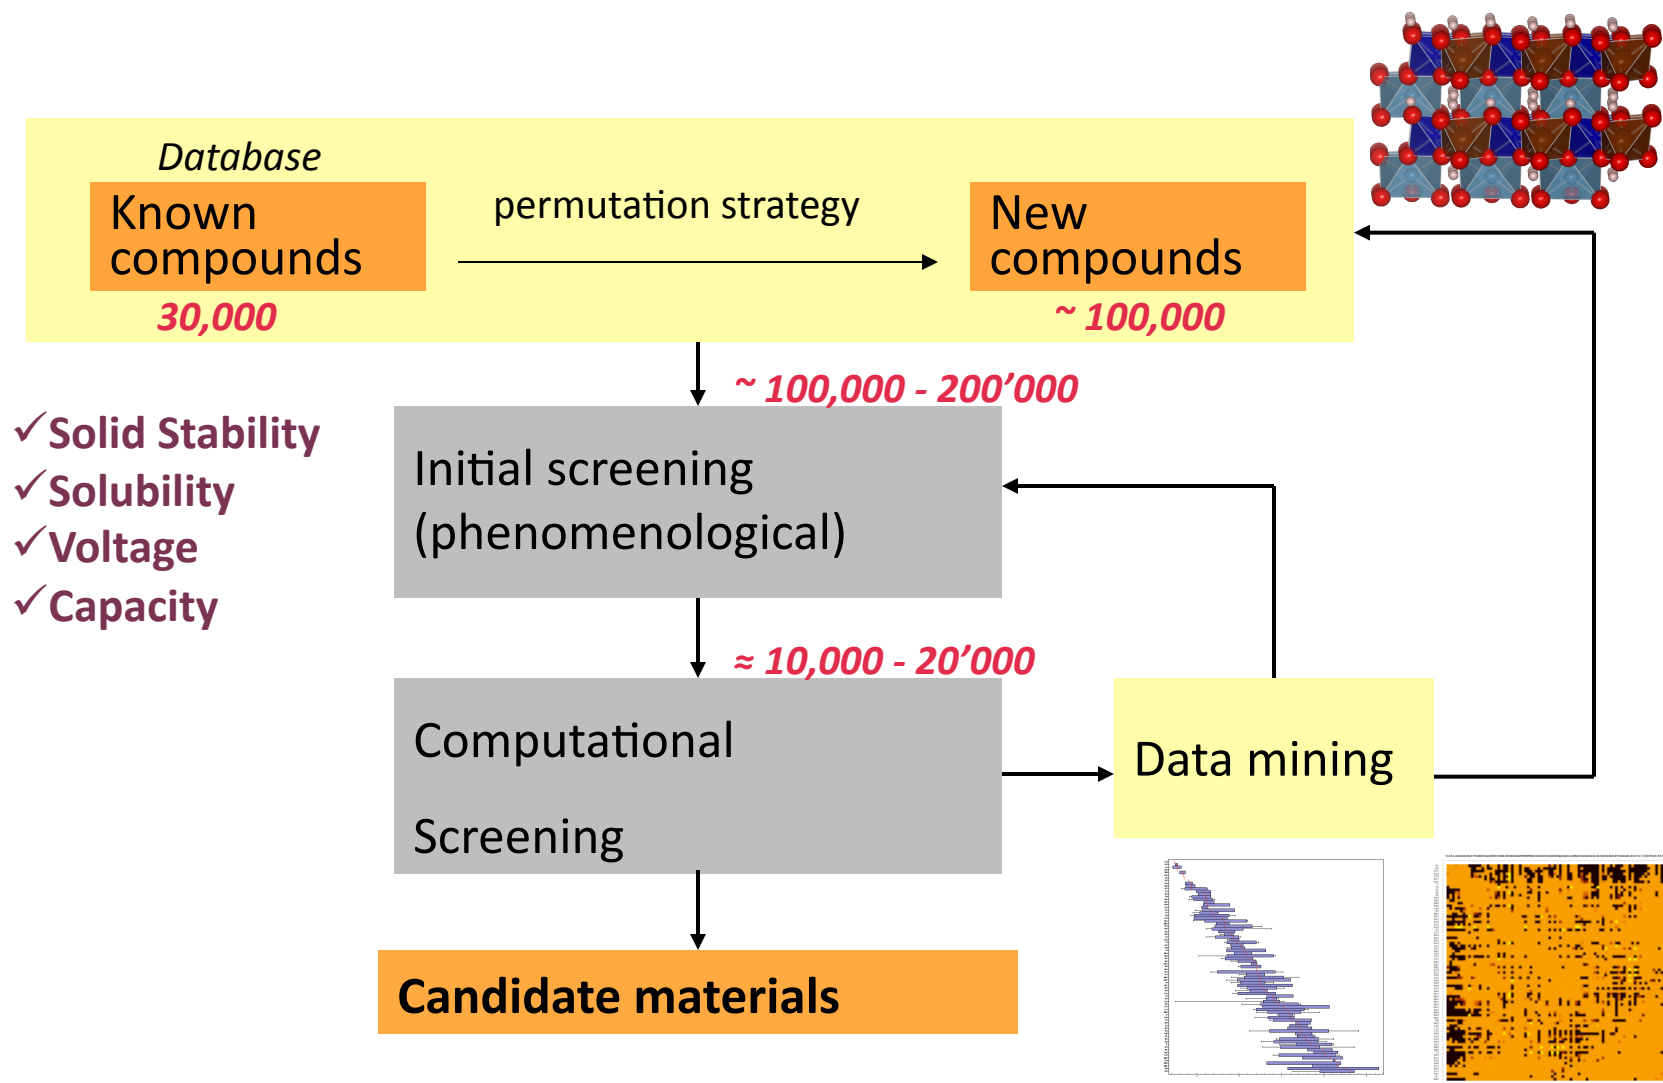 Database
Known
compounds
30,000
permutation strategy
New
compounds
~ 100,000
~ 100,000 - 200’000
✓Solid Stability
✓Solubility
✓Voltage
✓Capacity
Initial screening
(phenomenological)
≈ 10,000 - 20’000
Computational
Screening
Data mining
Candidate materials